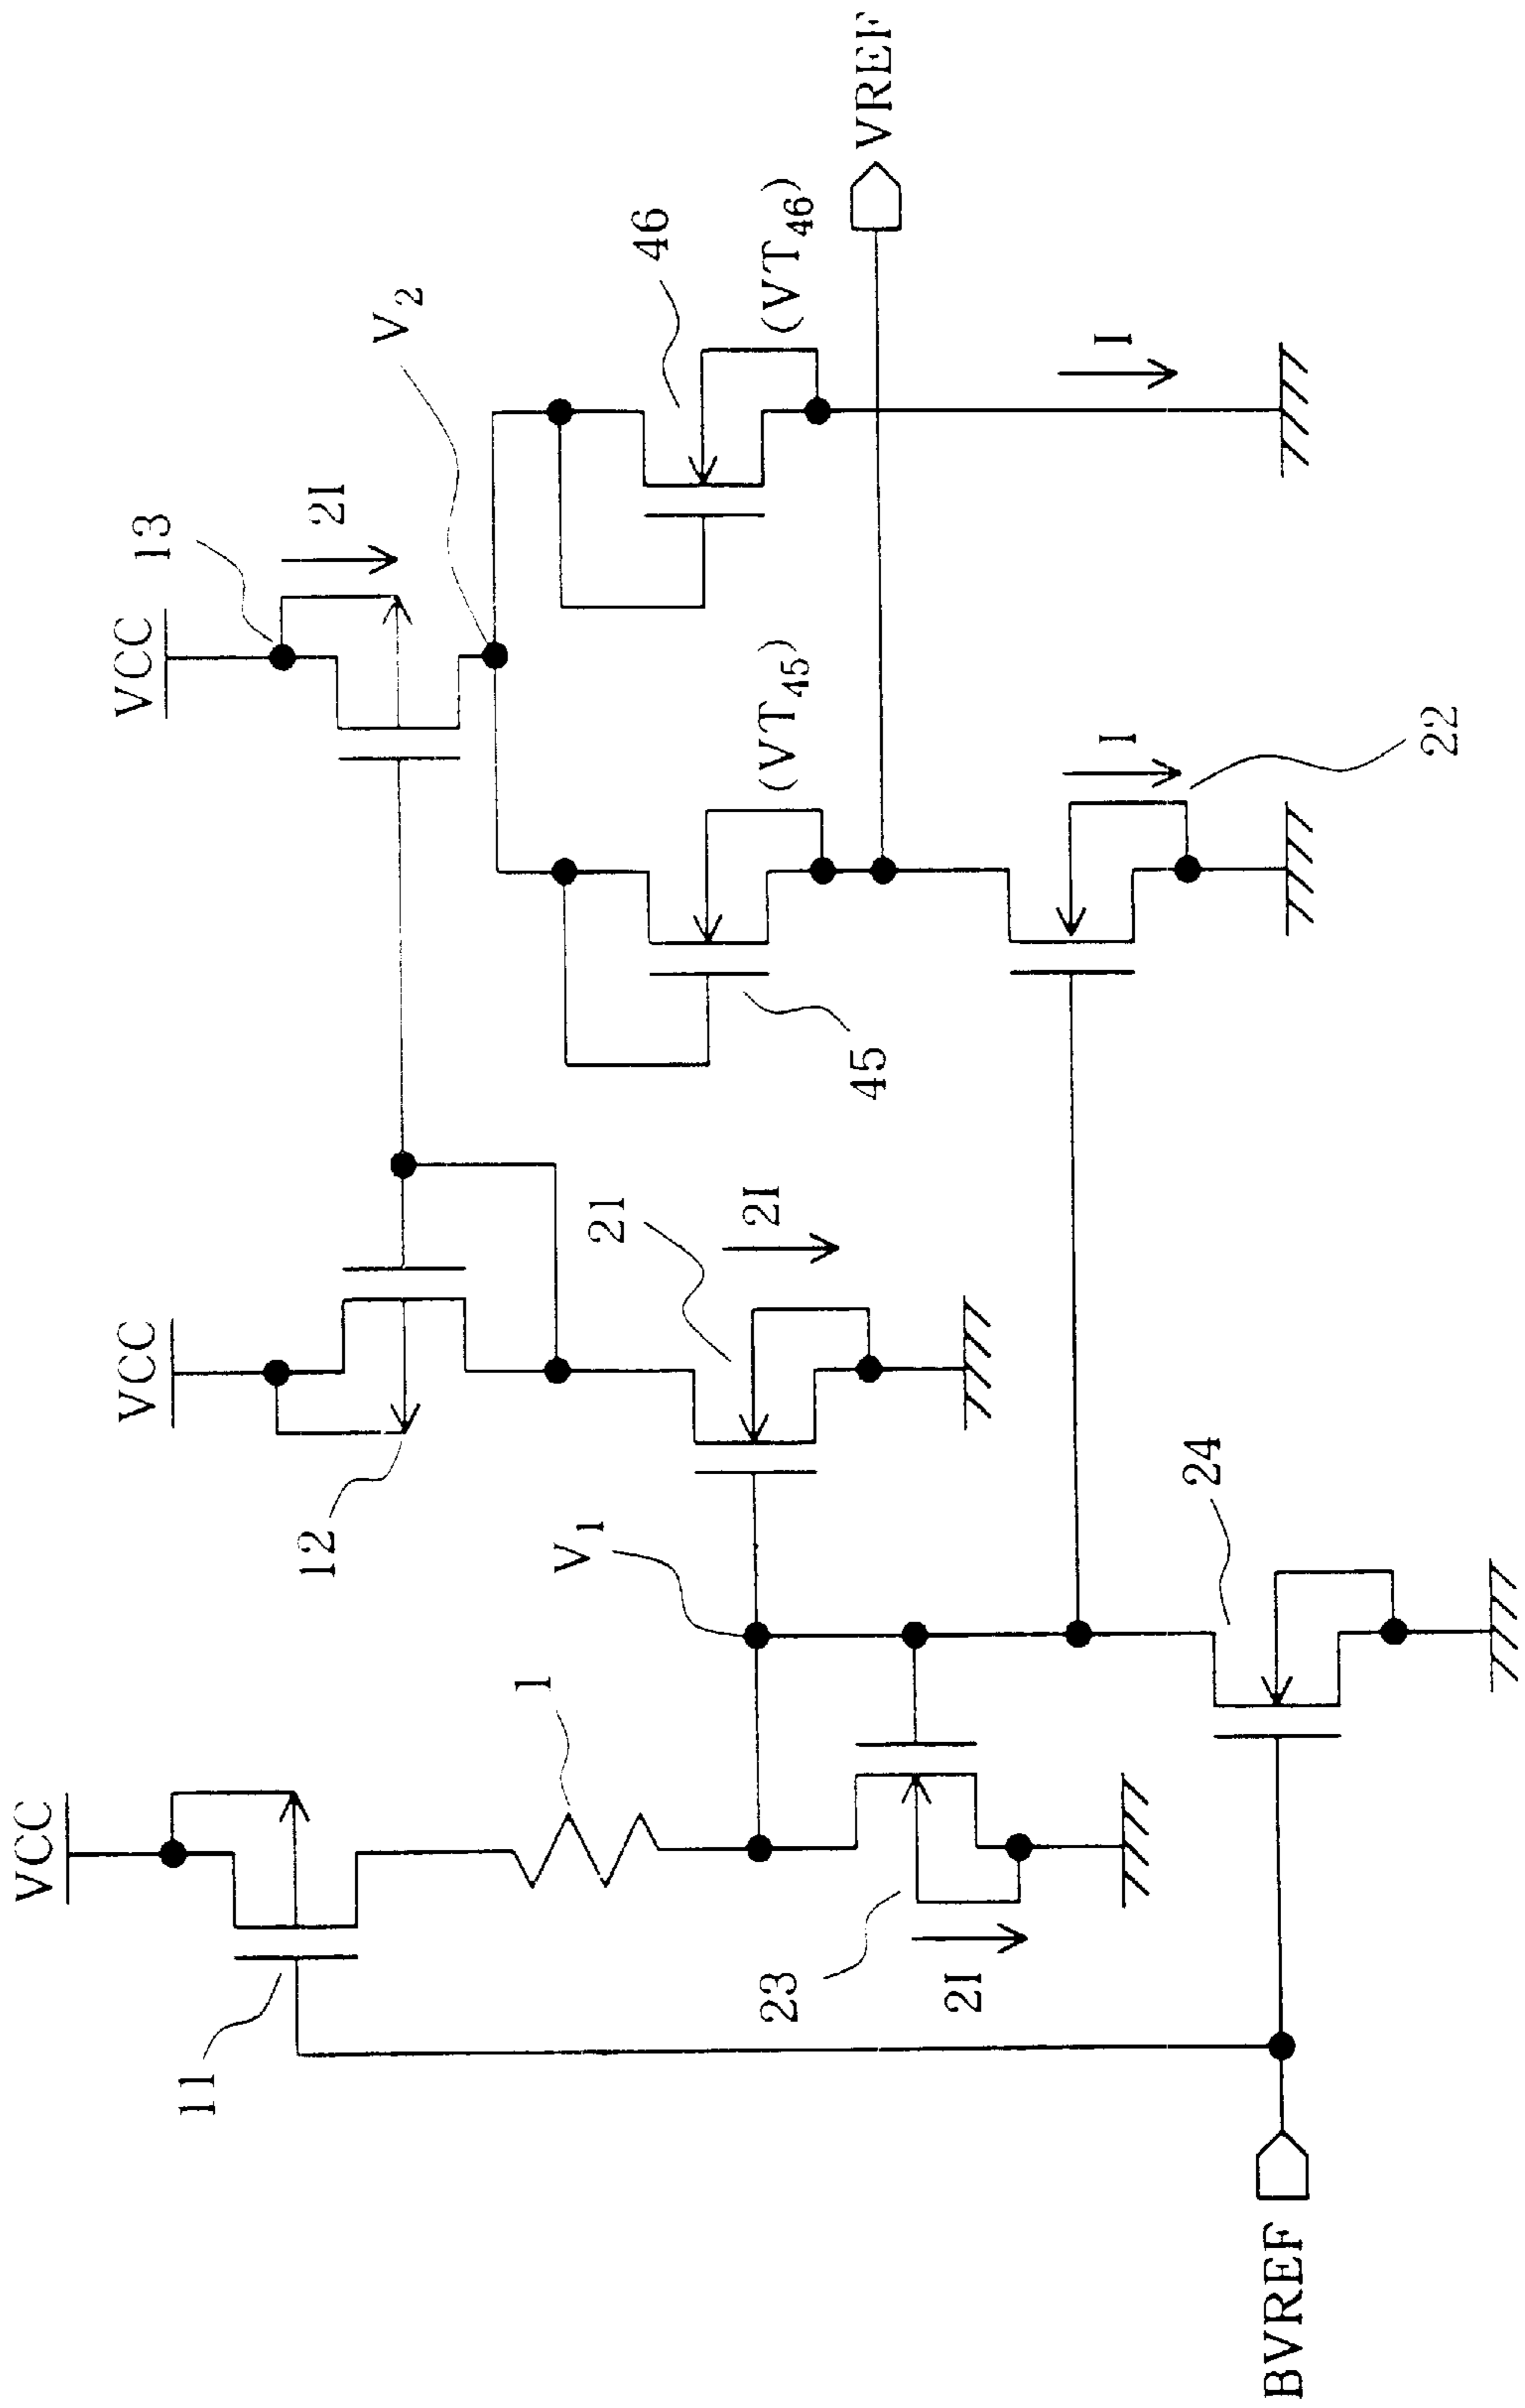 VCC
11
1
23
2I
BVREF
V1
24
VCC
12
21
2I
VCC
13
2I
V2
45
(VT45)
46
(VT46)
VREF
I
22
I